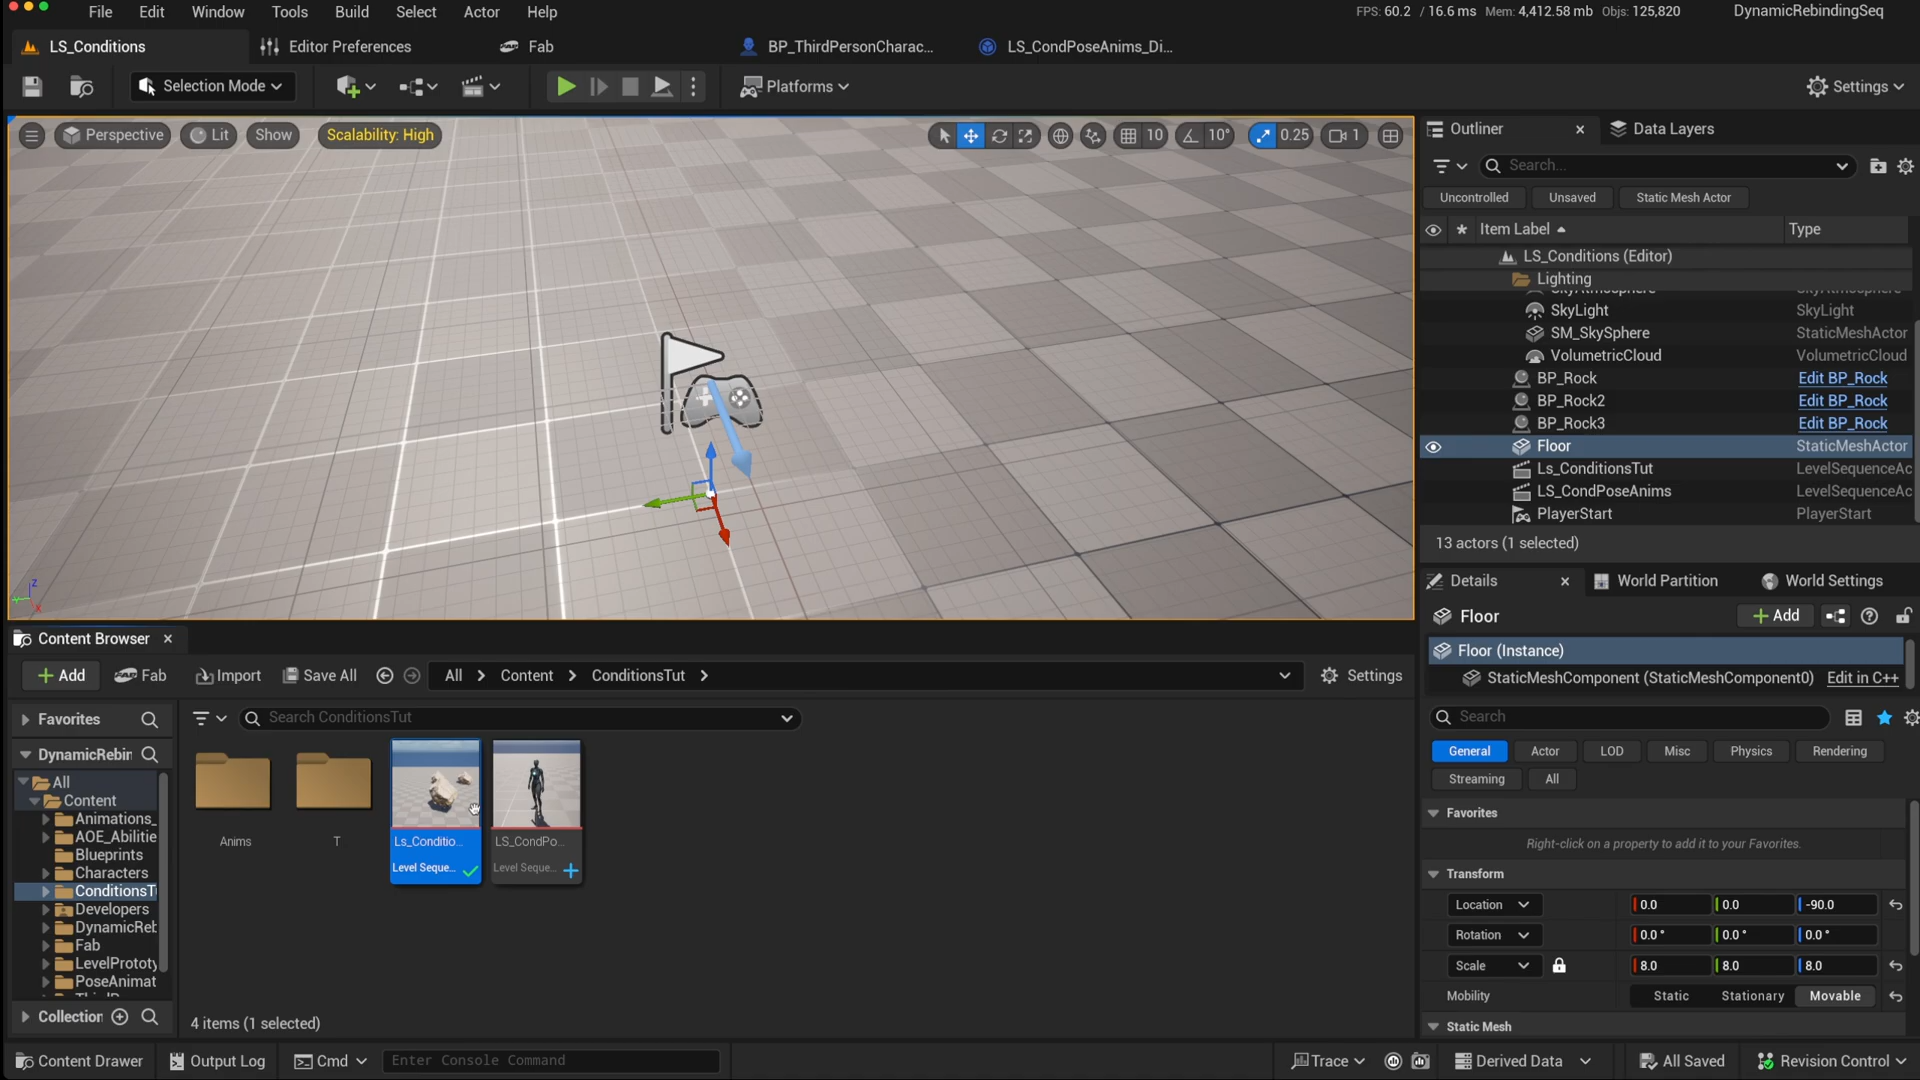 File Edit Window Tools Build Select Actor Help
FPS: 60.2 / 16.6 ms Mem: 4,412.58 mb Objs: 125,820 DynamicRebindingSeq
LS_Conditions
Editor Preferences
Fab
BP_ThirdPersonCharac...
LS_CondPoseAnims_Di...
Selection Mode
Platforms
Settings
Perspective
Lit
Show
Scalability: High
10
10°
0.25
1
Outliner
Data Layers
Search...
Uncontrolled
Unsaved
Static Mesh Actor
Item Label
Type
LS_Conditions (Editor)
Lighting
SkyAtmosphere SkyAtmosphere
SkyLight SkyLight
SM_SkySphere StaticMeshActor
VolumetricCloud VolumetricCloud
BP_Rock Edit BP_Rock
BP_Rock2 Edit BP_Rock
BP_Rock3 Edit BP_Rock
Floor StaticMeshActor
Ls_ConditionsTut LevelSequenceAc
LS_CondPoseAnims LevelSequenceAc
PlayerStart PlayerStart
13 actors (1 selected)
z
x
Details
World Partition
World Settings
Floor
Add
Floor (Instance)
StaticMeshComponent (StaticMeshComponent0) Edit in C++
Search
General Actor LOD Misc Physics Rendering
Streaming All
Favorites
Right-click on a property to add it to your Favorites.
Transform
Location 0.0 0.0 -90.0
Rotation 0.0 ° 0.0 ° 0.0 °
Scale 8.0 8.0 8.0
Mobility Static Stationary Movable
Static Mesh
Content Browser
Add
Fab
Import
Save All
All > Content > ConditionsTut >
Settings
Favorites
DynamicRebin
All
Content
Animations_
AOE_Abilitie
Blueprints
Characters
ConditionsT
Developers
DynamicReb
Fab
LevelPrototy
PoseAnimat
Collection
Search ConditionsTut
Anims
T
Ls_Conditio...
Level Seque...
LS_CondPo...
Level Seque...
4 items (1 selected)
Content Drawer
Output Log
Cmd
Enter Console Command
Trace
Derived Data
All Saved
Revision Control